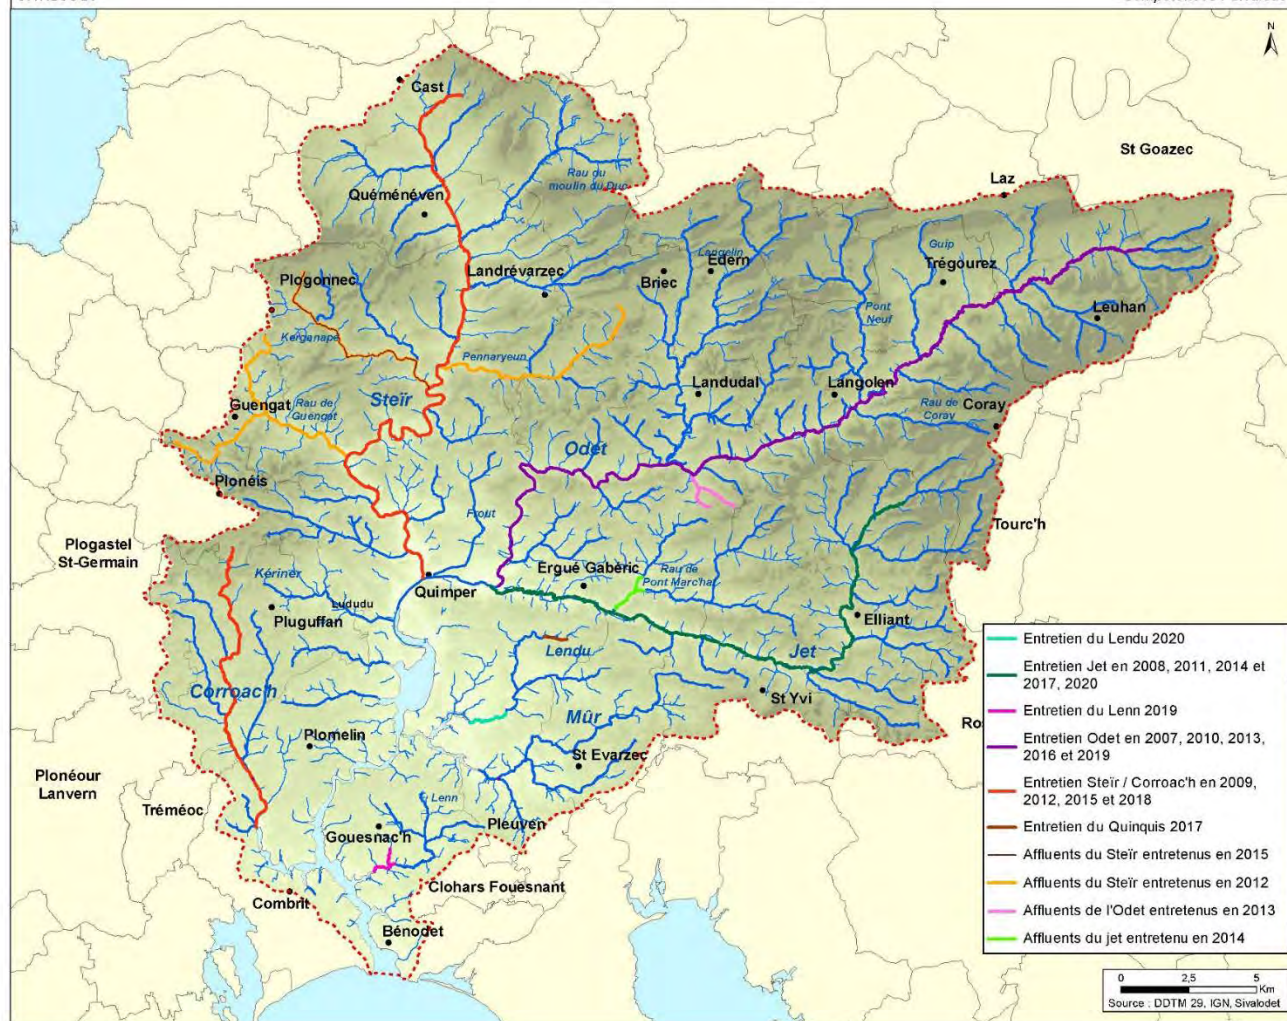 N
Cast
St Goazec
Rau du
moulin du Duc
Laz
Quéménéven
Guip
Langelin
Edern
Landrévarzec
Trégourez
Plogonnec
Briec
Pont
Neuf
Leuhan
Kerganapé
Pennaryeun
Landudal
Langolen
Steïr
Guengat
Rau de
Guengat
Rau de
Coray
Coray
Odet
Plonéis
Frout
Tourc'h
Plogastel
St-Germain
Kériner
Ergué Gabéric
Rau de
Pont Marc'hat
Quimper
Lududu
Pluguffan
Elliant
Lendu
Jet
Corroac'h
St Yvi
Mûr
Plomelin
St Evarzec
Plonéour
Lanvern
Tréméoc
Lenn
Pleuven
Gouesnac'h
Clohars Fouesnant
Combrit
Bénodet
Entretien du Lendu 2020
Entretien Jet en 2008, 2011, 2014 et
2017, 2020
Entretien du Lenn 2019
Entretien Odet en 2007, 2010, 2013,
2016 et 2019
Entretien Steïr / Corroac'h en 2009,
2012, 2015 et 2018
Entretien du Quinquis 2017
Affluents du Steïr entretenus en 2015
Affluents du Steïr entretenus en 2012
Affluents de l'Odet entretenus en 2013
Affluents du jet entretenu en 2014
0 2,5 5
Km
Source : DDTM 29, IGN, Sivalodet